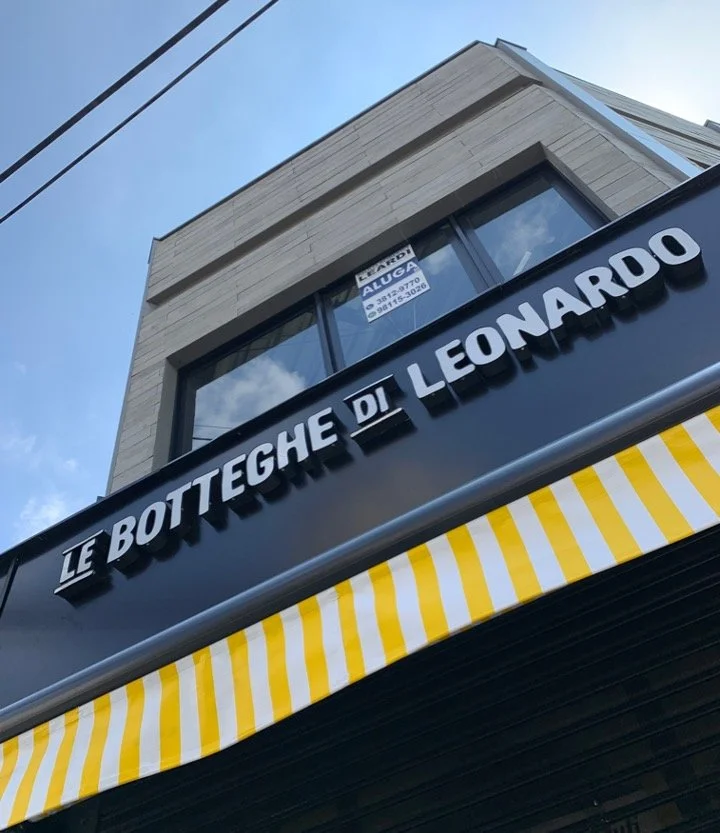 LEARDI
ALUGA
3812-9770
98115-3026
LE BOTTEGHE DI LEONARDO